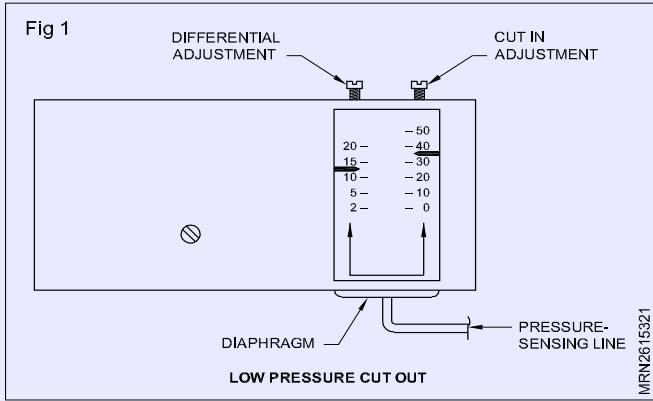 Fig 1
DIFFERENTIAL
ADJUSTMENT
CUT IN
ADJUSTMENT
20
15
10
5
2
50
40
30
20
10
0
DIAPHRAGM
PRESSURE-
SENSING LINE
LOW PRESSURE CUT OUT
MRN2615321